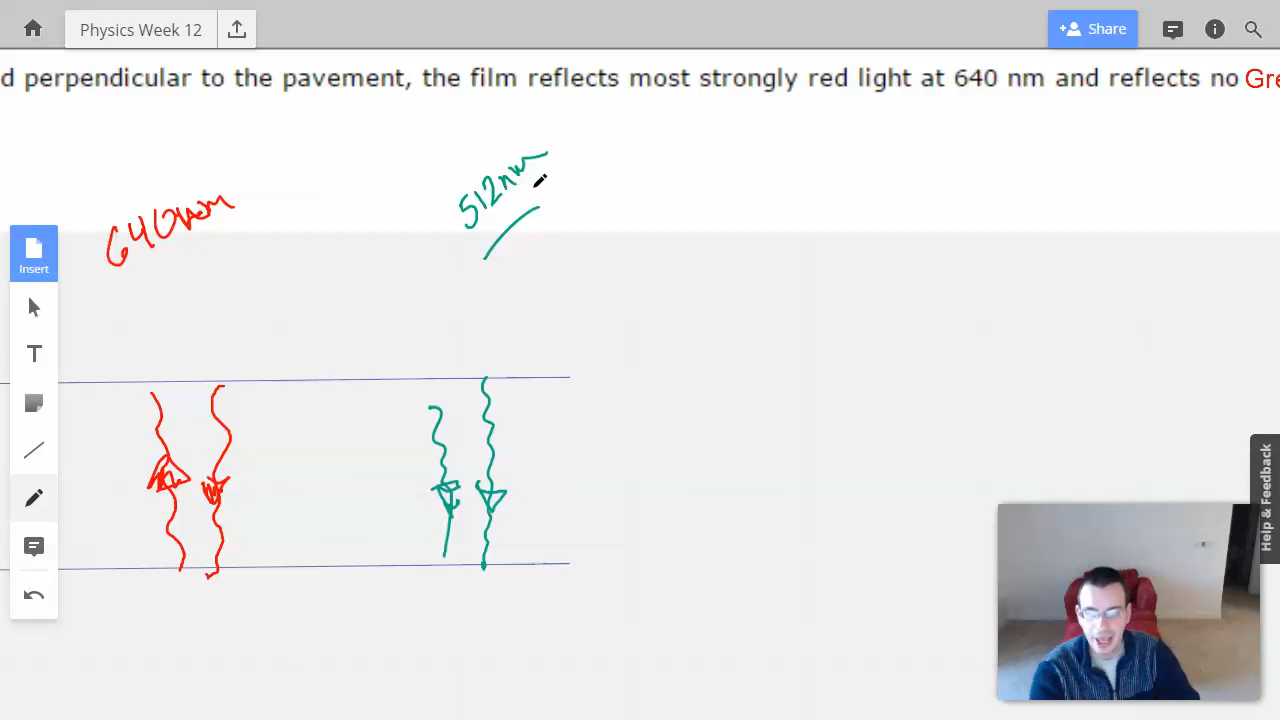 Physics Week 12
Share
d perpendicular to the pavement, the film reflects most strongly red light at 640 nm and reflects no Gre
640nm
512nm
Insert
T
Help & Feedback